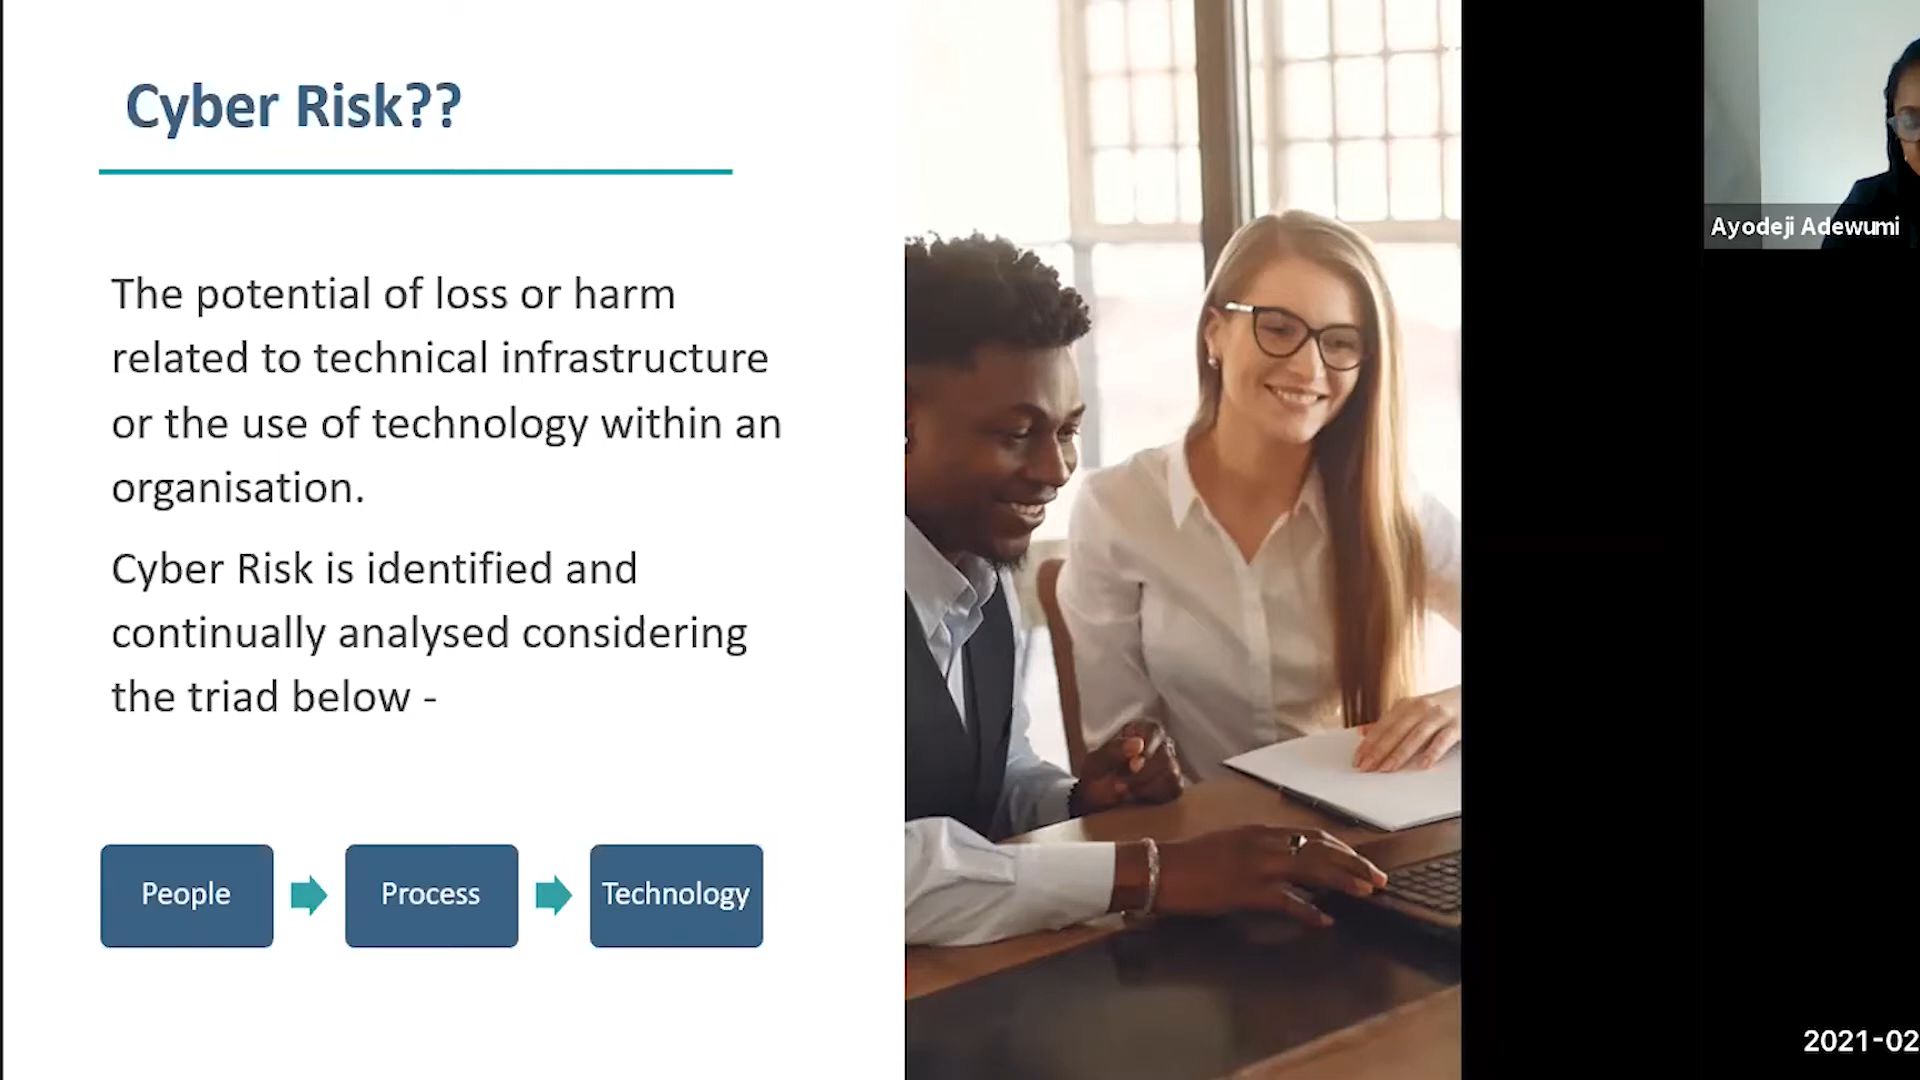 Cyber Risk??
The potential of loss or harm
related to technical infrastructure
or the use of technology within an
organisation.
Cyber Risk is identified and
continually analysed considering
the triad below -
People
Process
Technology
Ayodeji Adewumi
2021-02